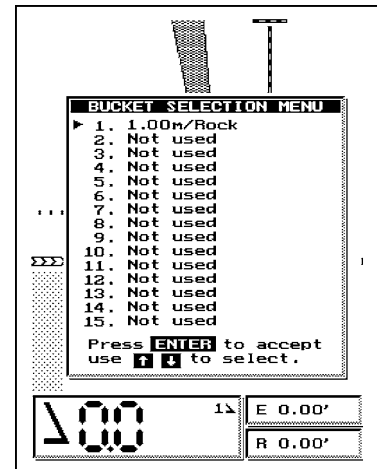 BUCKET SELECTION MENU
1. 1.00m/Rock
2. Not used
3. Not used
4. Not used
5. Not used
6. Not used
7. Not used
8. Not used
9. Not used
10. Not used
11. Not used
12. Not used
13. Not used
14. Not used
15. Not used
Press ENTER to accept
use ↑ ↓ to select.
0.0
1
E 0.00'
R 0.00'